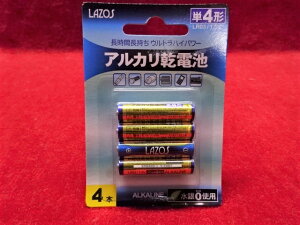 LAZOS
単4形
LR03/1.5V
長時間長持ち ウルトラハイパワー
アルカリ乾電池
LAZOS
4本
ALKALINE
水銀0使用